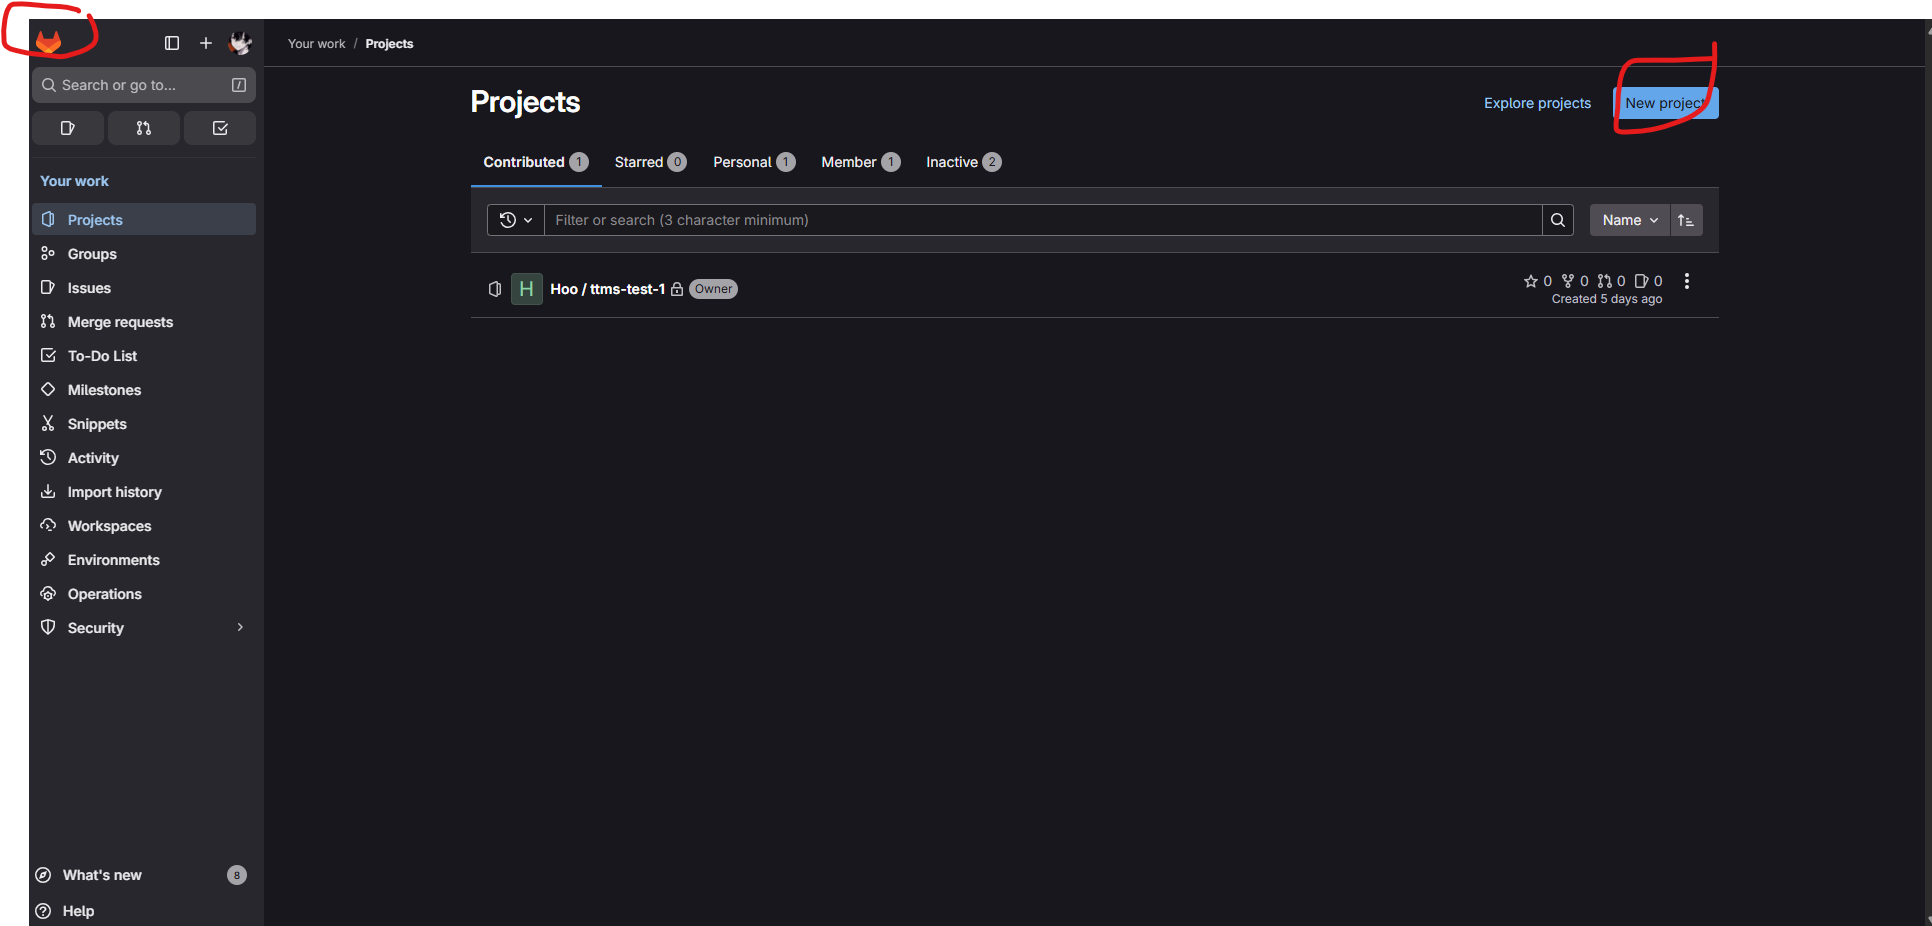 Your work / Projects
Search or go to... /
Projects
Explore projects
New project
Contributed 1
Starred 0
Personal 1
Member 1
Inactive 2
Your work
Projects
Groups
Issues
Merge requests
To-Do List
Milestones
Snippets
Activity
Import history
Workspaces
Environments
Operations
Security
Filter or search (3 character minimum)
Name
H
Hoo / ttms-test-1
Owner
0 0 0 0
Created 5 days ago
What's new 8
Help